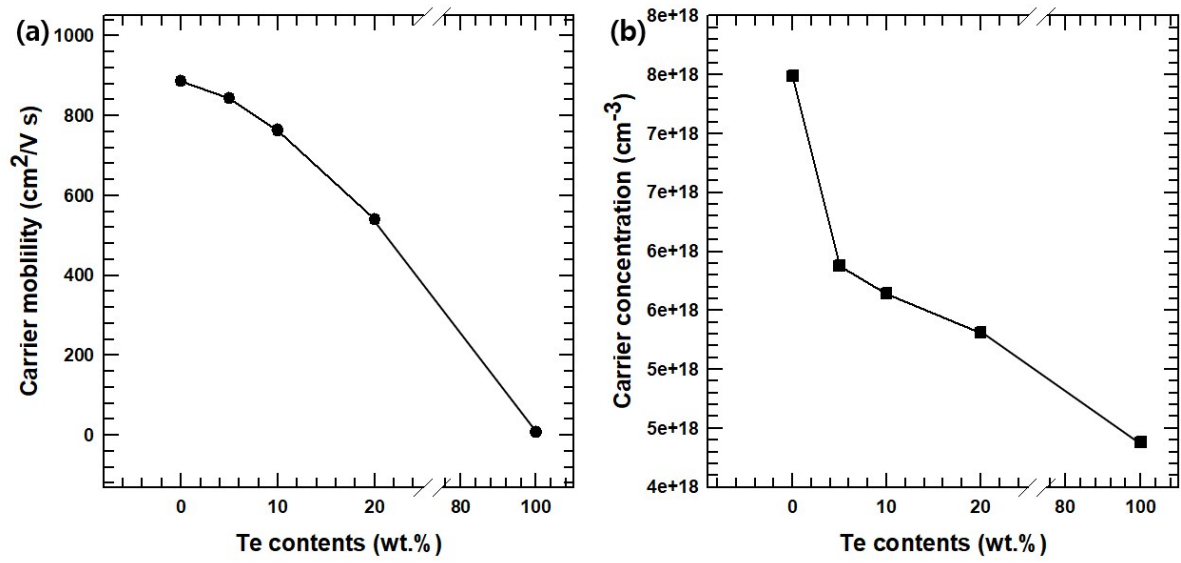 (a)
1000
800
600
400
200
0
Carrier moblility (cm2/V s)
0 10 20 80 100
Te contents (wt.%)
(b)
8e+18
8e+18
7e+18
7e+18
6e+18
6e+18
5e+18
5e+18
4e+18
Carrier concentration (cm-3)
0 10 20 80 100
Te contents (wt.%)